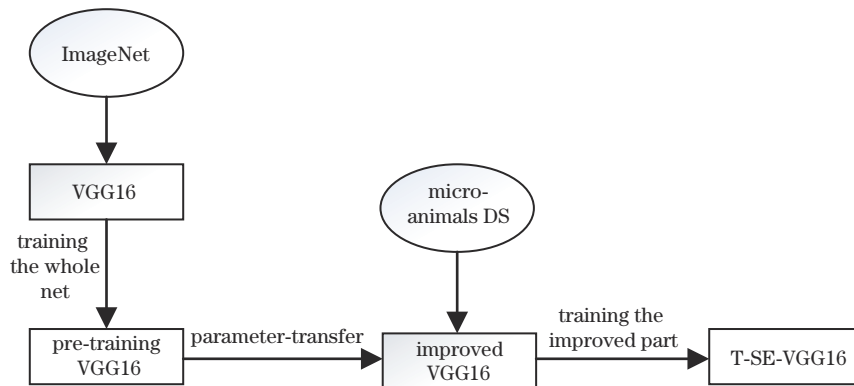 ImageNet
VGG16
micro-
animals DS
training
the whole
net
training the
improved part
parameter-transfer
pre-training
VGG16
improved
VGG16
T-SE-VGG16